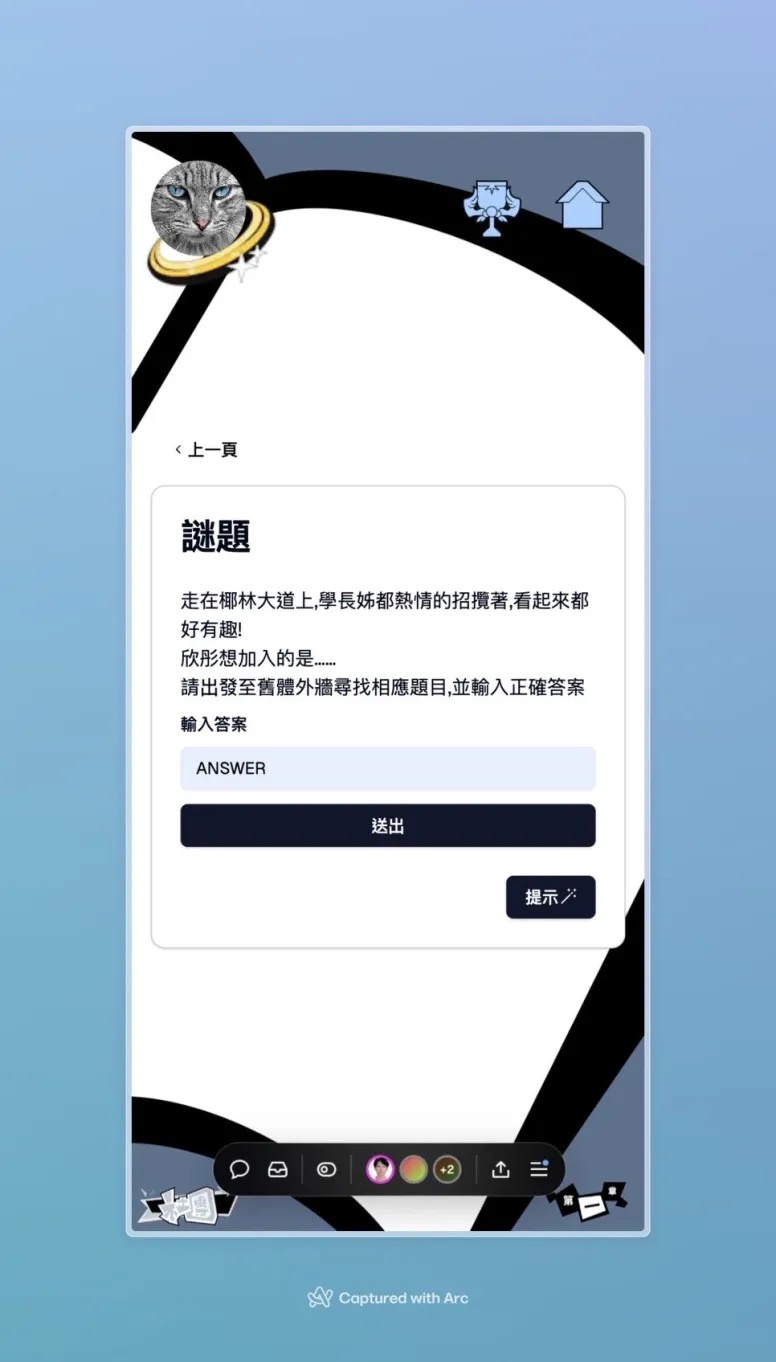 上一頁
謎題
走在椰林大道上,學長姊都熱情的招攬著,看起來都
好有趣!
欣彤想加入的是......
請出發至舊體外牆尋找相應題目,並輸入正確答案
輸入答案
ANSWER
送出
提示
+2
社團
第一章
Captured with Arc